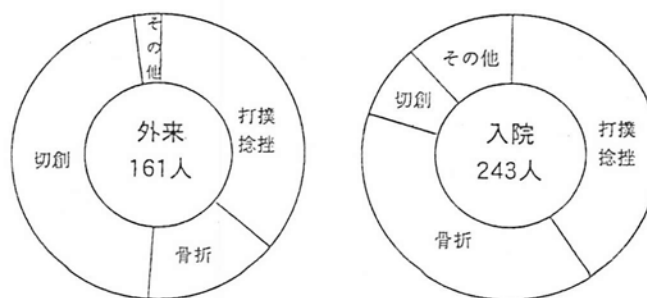 その他
打撲
捻挫
外来
161人
切創
骨折
その他
切創
打撲
捻挫
入院
243人
骨折